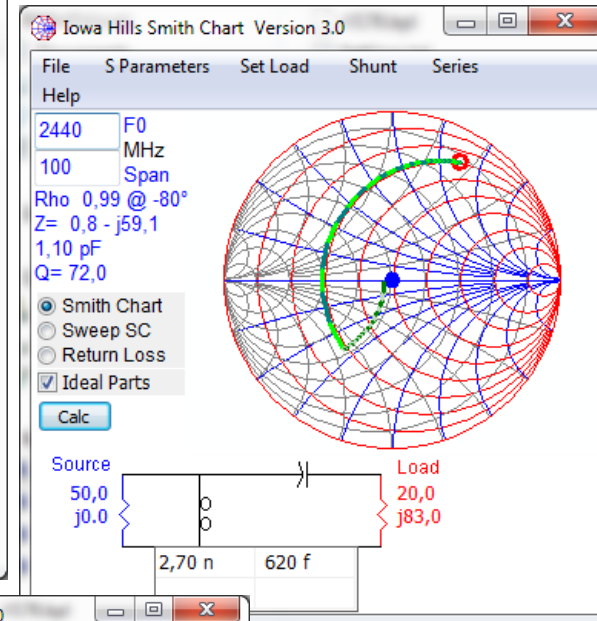 Iowa Hills Smith Chart Version 3.0
File S Parameters Set Load Shunt Series
Help
2440 F0
MHz
100 Span
Rho 0,99 @ -80°
Z= 0,8 - j59,1
1,10 pF
Q= 72,0
Smith Chart
Sweep SC
Return Loss
Ideal Parts
Calc
Source Load
50,0 20,0
j0.0 j83,0
2,70 n 620 f